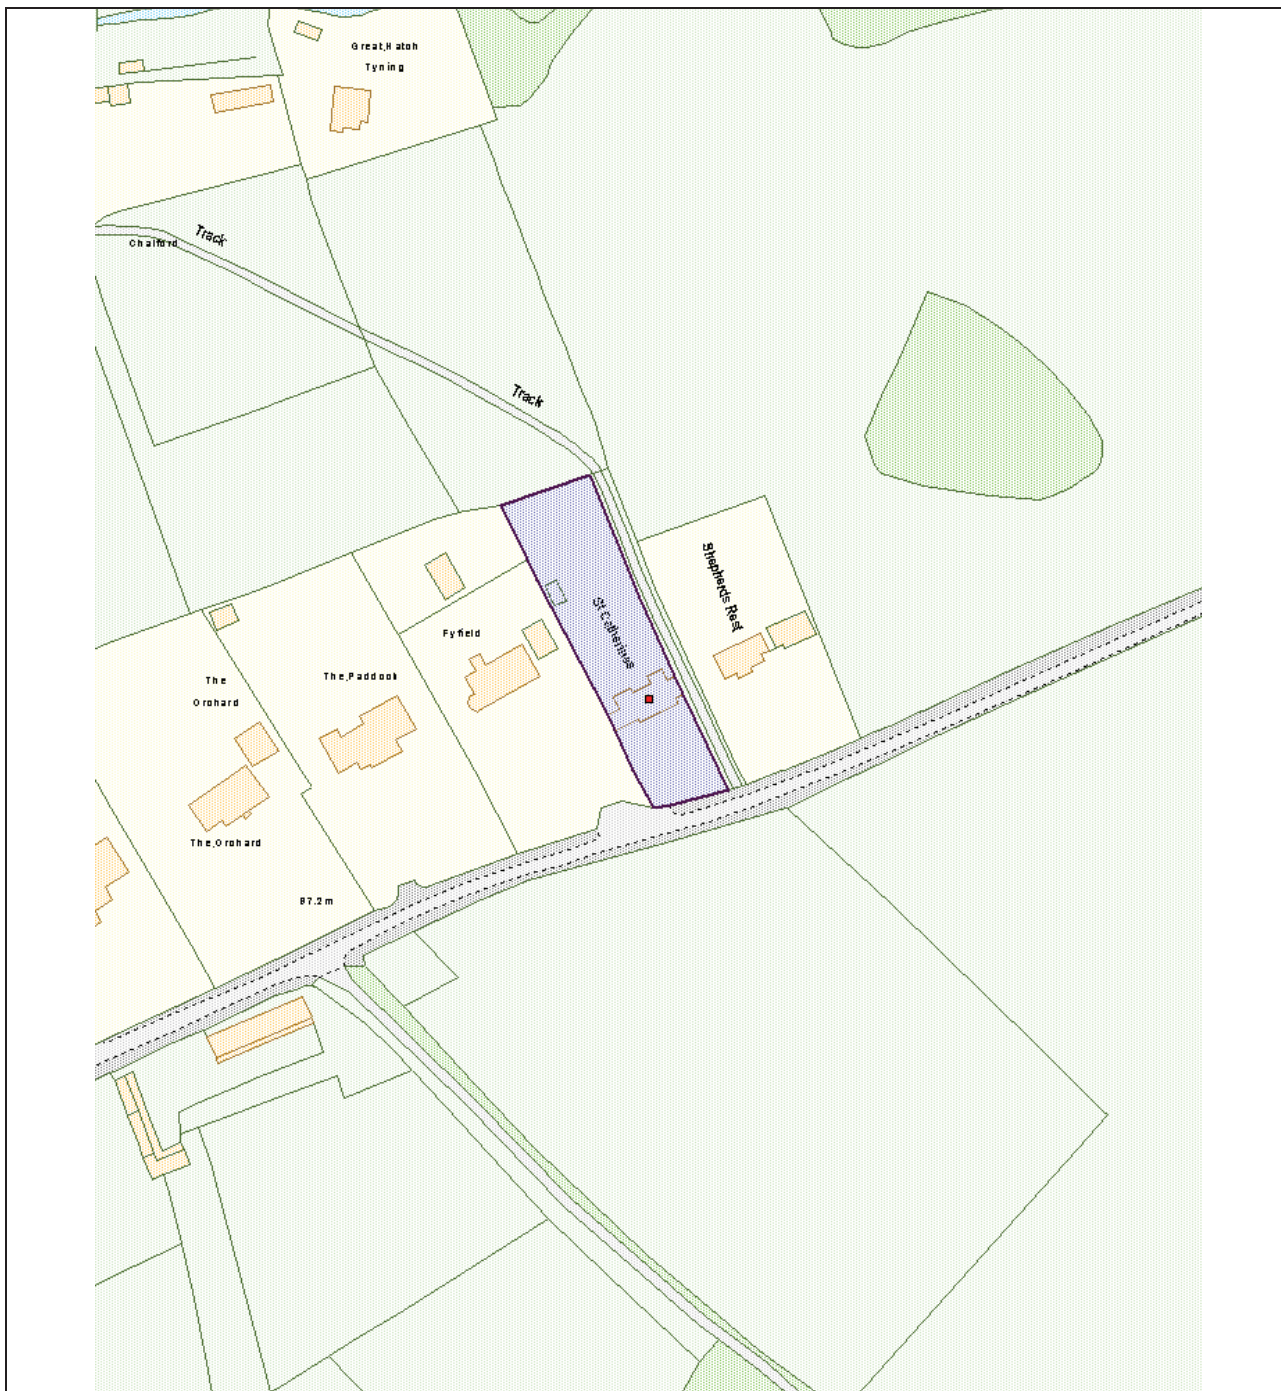 Great Hatch
Tyning
Track
Chalford
Track
Shepherds Rest
St Catherines
Fyfield
The Paddock
The
Orchard
The Orchard
87.2m